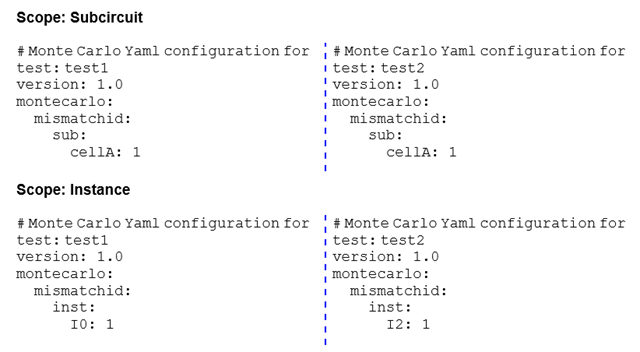 Scope: Subcircuit
# Monte Carlo Yaml configuration for
test: test1
version: 1.0
montecarlo:
mismatchid:
sub:
cellA: 1
# Monte Carlo Yaml configuration for
test: test2
version: 1.0
montecarlo:
mismatchid:
sub:
cellA: 1
Scope: Instance
# Monte Carlo Yaml configuration for
test: test1
version: 1.0
montecarlo:
mismatchid:
inst:
I0: 1
# Monte Carlo Yaml configuration for
test: test2
version: 1.0
montecarlo:
mismatchid:
inst:
I2: 1